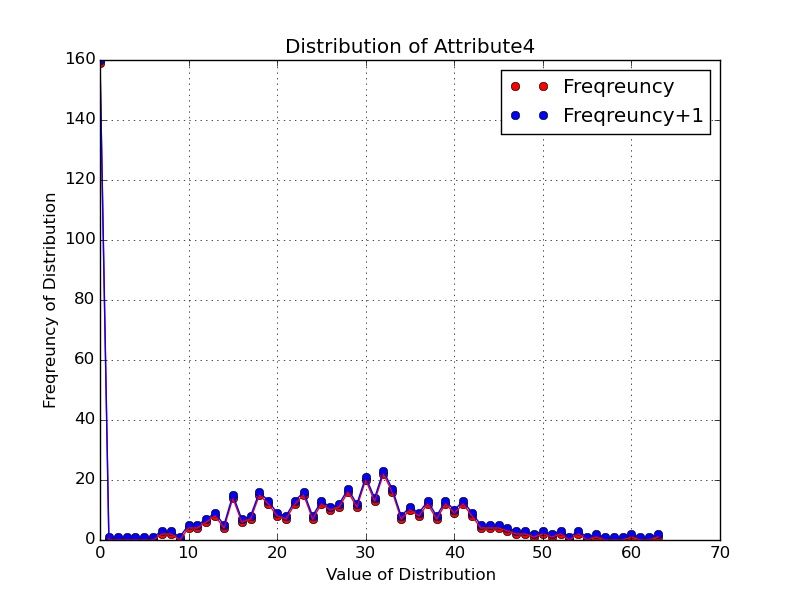 Distribution of Attribute4
160
140
120
100
80
60
40
20
0
Freqreuncy of Distribution
Freqreuncy
Freqreuncy+1
0 10 20 30 40 50 60 70
Value of Distribution